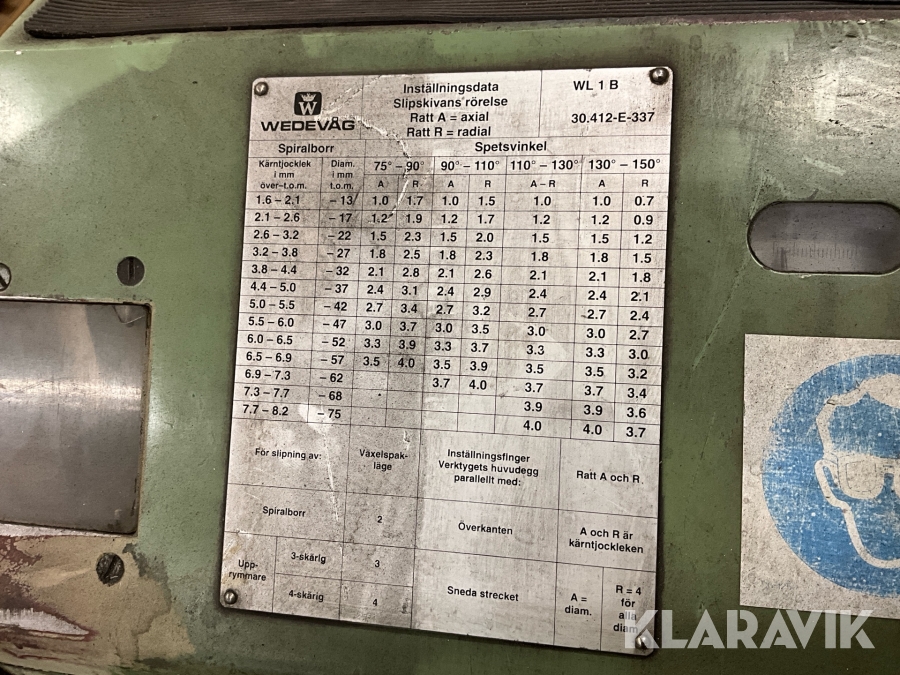 W
WEDEVÅG
Inställningsdata
Slipskivans rörelse
Ratt A = axial
Ratt R = radial
WL 1 B
30.412-E-337
Spiralborr Spetsvinkel
Kärntjocklek i mm över–t.o.m. Diam. i mm t.o.m. 75° – 90° 90° – 110° 110° – 130° 130° – 150°
A R A R A – R A R
1.6 – 2.1 – 13 1.0 1.7 1.0 1.5 1.0 1.0 0.7
2.1 – 2.6 – 17 1.2 1.9 1.2 1.7 1.2 1.2 0.9
2.6 – 3.2 – 22 1.5 2.3 1.5 2.0 1.5 1.5 1.2
3.2 – 3.8 – 27 1.8 2.5 1.8 2.3 1.8 1.8 1.5
3.8 – 4.4 – 32 2.1 2.8 2.1 2.6 2.1 2.1 1.8
4.4 – 5.0 – 37 2.4 3.1 2.4 2.9 2.4 2.4 2.1
5.0 – 5.5 – 42 2.7 3.4 2.7 3.2 2.7 2.7 2.4
5.5 – 6.0 – 47 3.0 3.7 3.0 3.5 3.0 3.0 2.7
6.0 – 6.5 – 52 3.3 3.9 3.3 3.7 3.3 3.3 3.0
6.5 – 6.9 – 57 3.5 4.0 3.5 3.9 3.5 3.5 3.2
6.9 – 7.3 – 62 3.7 4.0 3.7 3.7 3.4
7.3 – 7.7 – 68 3.9 3.9 3.6
7.7 – 8.2 – 75 4.0 4.0 3.7
För slipning av:
Växelspak-
läge
Inställningsfinger
Verktygets huvudegg
parallellt med:
Ratt A och R
Spiralborr
2
Överkanten
A och R är
kärntjockleken
Upp-
rymmare
3-skärig
3
4-skärig
4
Sneda strecket
A =
diam.
R = 4
för
alla
diam
KLARAVIK